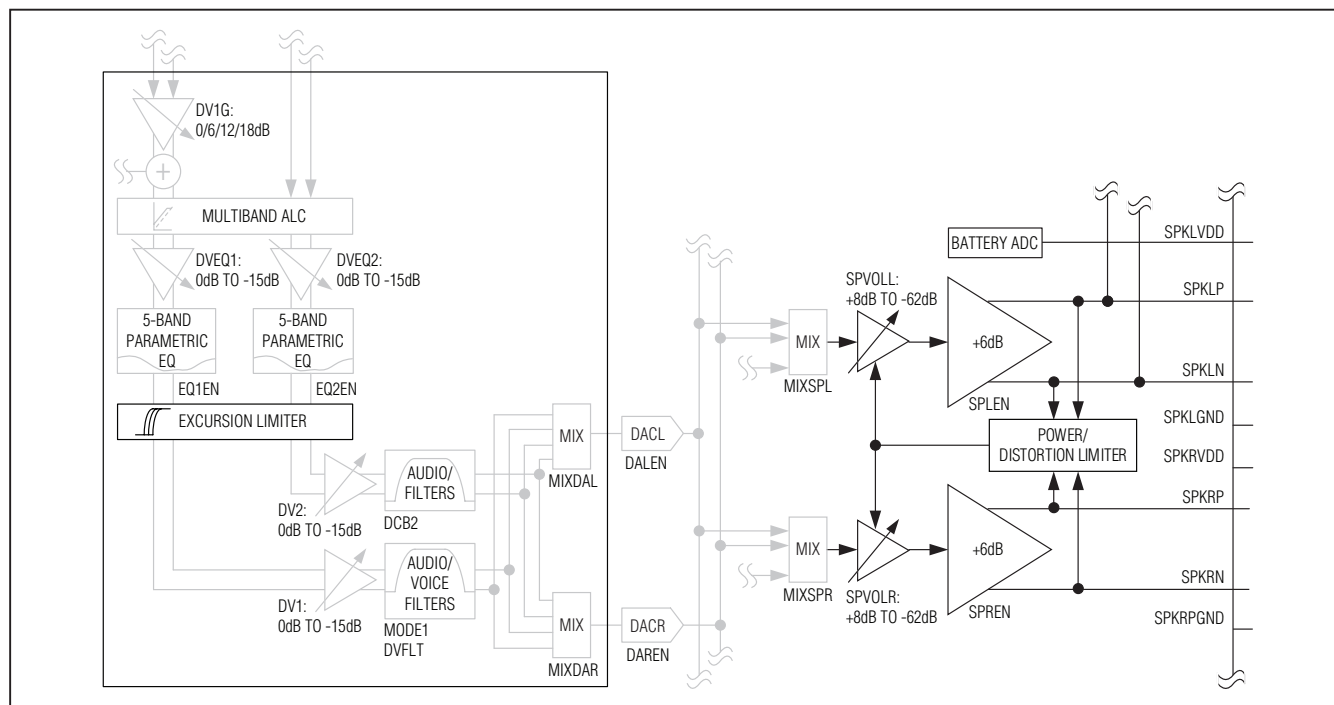 DV1G:
0/6/12/18dB
+
MULTIBAND ALC
DVEQ1:
0dB TO -15dB
DVEQ2:
0dB TO -15dB
5-BAND
PARAMETRIC
EQ
5-BAND
PARAMETRIC
EQ
EQ1EN
EQ2EN
EXCURSION LIMITER
DV2:
0dB TO -15dB
AUDIO/
FILTERS
DCB2
DV1:
0dB TO -15dB
AUDIO/
VOICE
FILTERS
MODE1
DVFLT
MIX
MIXDAL
MIX
MIXDAR
DACL
DALEN
DACR
DAREN
MIX
MIXSPL
MIX
MIXSPR
SPVOLL:
+8dB TO -62dB
SPVOLR:
+8dB TO -62dB
BATTERY ADC
+6dB
SPLEN
POWER/
DISTORTION LIMITER
+6dB
SPREN
SPKLVDD
SPKLP
SPKLN
SPKLGND
SPKRVDD
SPKRP
SPKRN
SPKRPGND